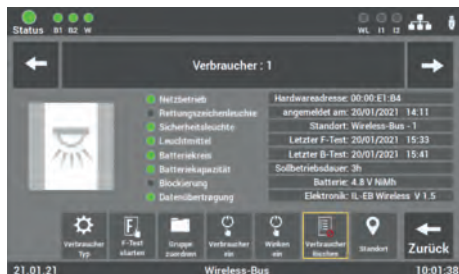 Status B1 B2 W WL I1 I2
Verbraucher : 1
Netzbetrieb
Rettungszeichenleuchte
Sicherheitsleuchte
Leuchtmittel
Batteriekreis
Batteriekapazität
Blockierung
Datenübertragung
Hardwareadresse: 00:00:E1:B4
angemeldet am: 20/01/2021 14:11
Standort: Wireless-Bus - 1
Letzter F-Test: 20/01/2021 15:33
Letzter B-Test: 20/01/2021 15:41
Sollbetriebsdauer: 3h
Batterie: 4.8 V NiMh
Elektronik: IL-EB Wireless V 1.5
Verbraucher Typ
F-Test starten
Gruppe zuordnen
Verbraucher ein
Winken ein
Verbraucher löschen
Standort
Zurück
21.01.21 Wireless-Bus 10:01:38